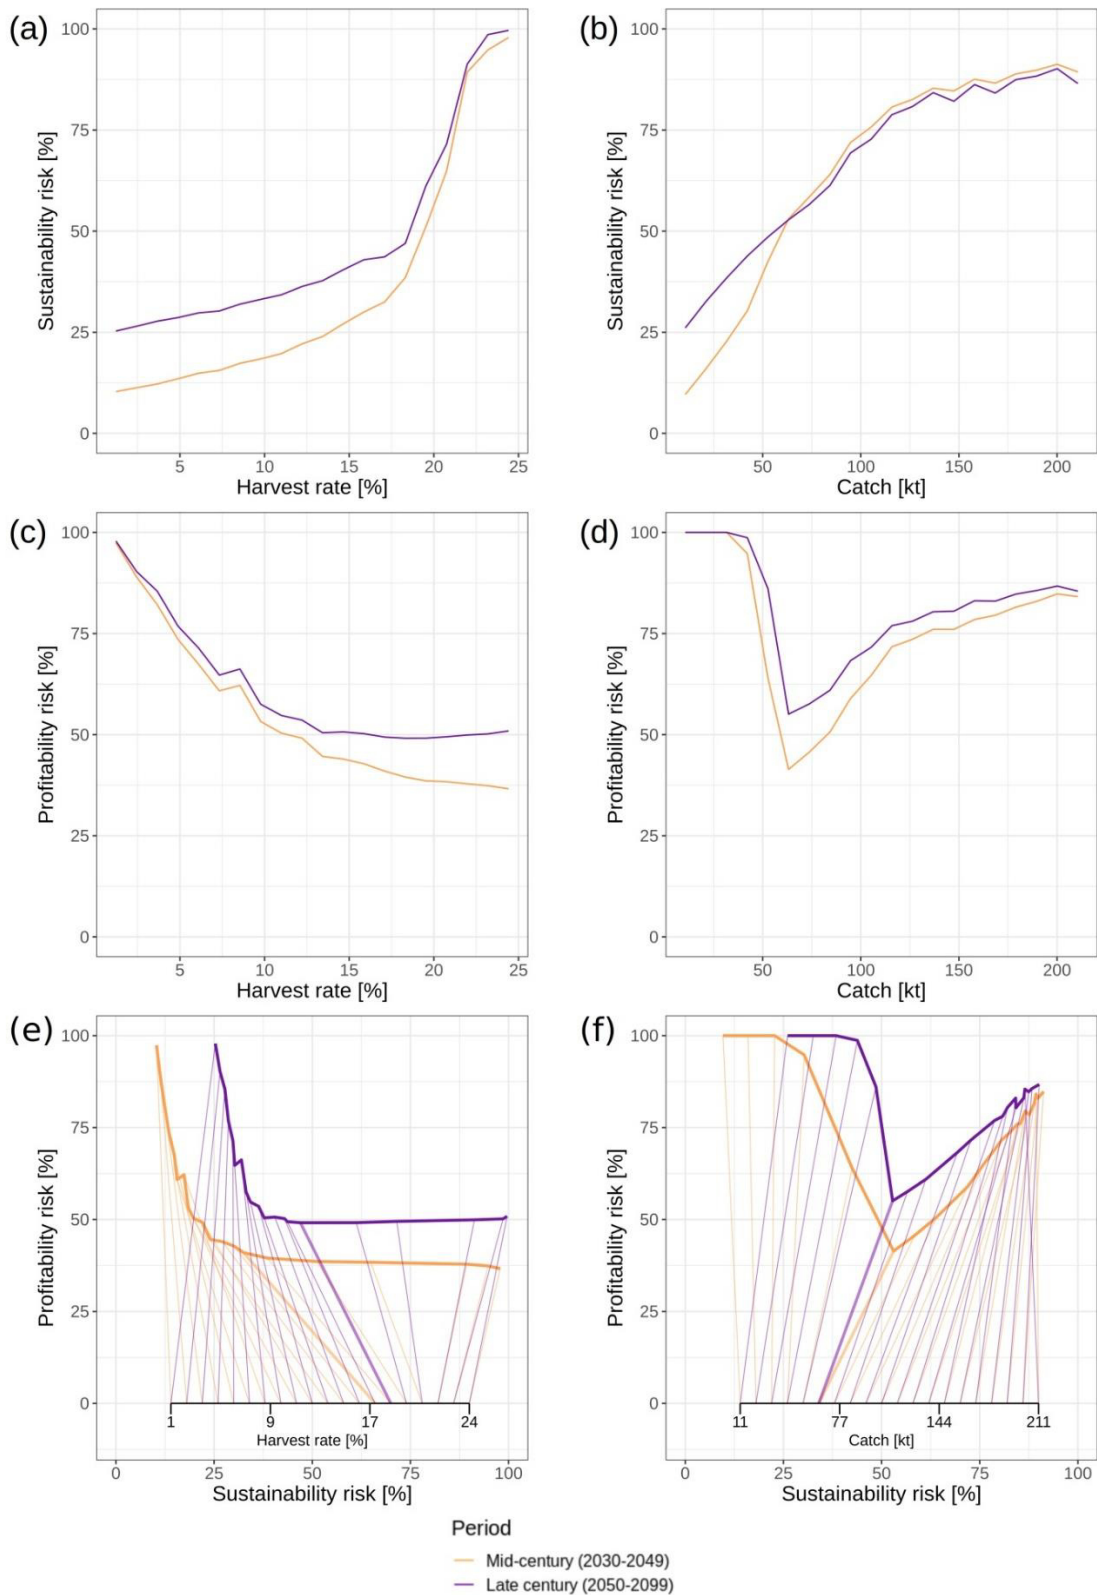 (a)
100
75
50
25
0
Sustainability risk [%]
5 10 15 20 25
Harvest rate [%]
(b)
100
75
50
25
0
Sustainability risk [%]
50 100 150 200
Catch [kt]
(c)
100
75
50
25
0
Profitability risk [%]
5 10 15 20 25
Harvest rate [%]
(d)
100
75
50
25
0
Profitability risk [%]
50 100 150 200
Catch [kt]
(e)
100
75
50
25
0
Profitability risk [%]
1 9 17 24
Harvest rate [%]
0 25 50 75 100
Sustainability risk [%]
(f)
100
75
50
25
0
Profitability risk [%]
11 77 144 211
Catch [kt]
0 25 50 75 100
Sustainability risk [%]
Period
Mid-century (2030-2049)
Late century (2050-2099)